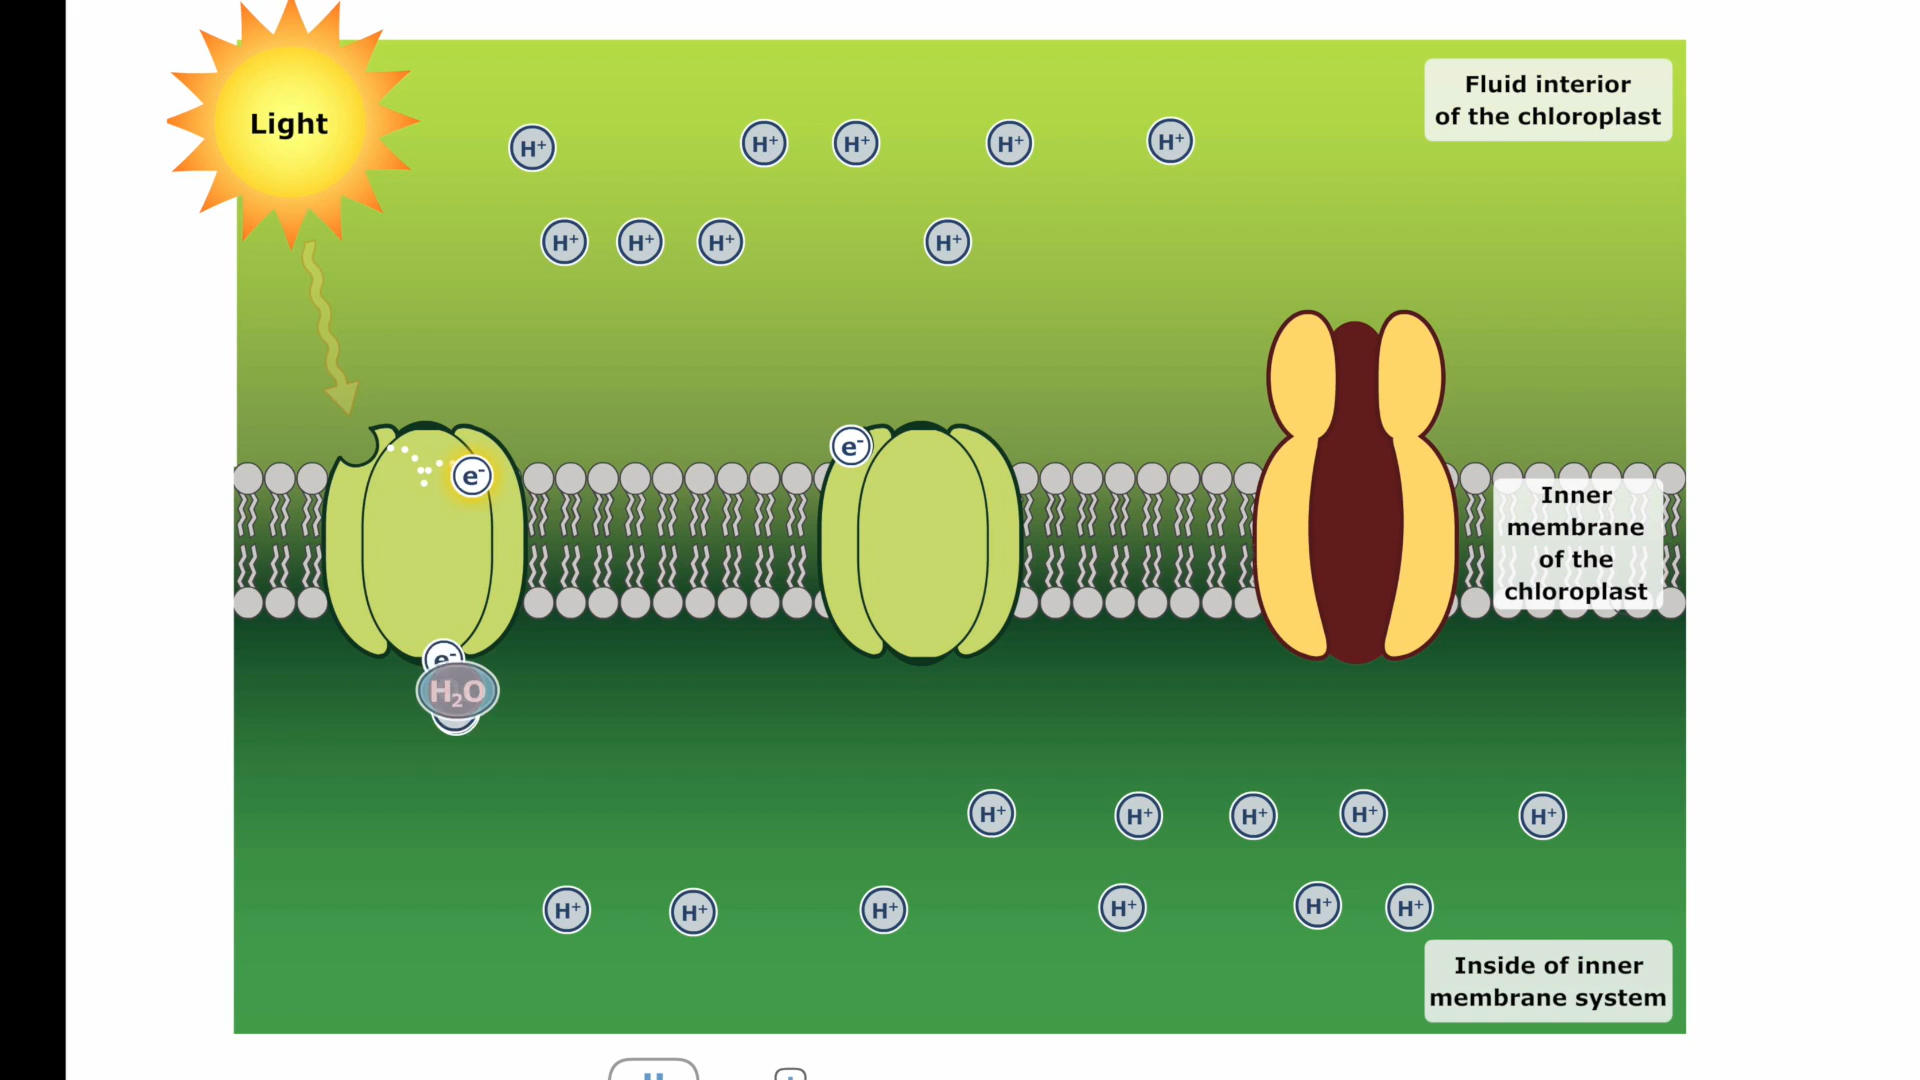 Light
Fluid interior
of the chloroplast
H⁺ H⁺ H⁺ H⁺ H⁺
H⁺ H⁺ H⁺ H⁺
e⁻ e⁻
Inner
membrane
of the
chloroplast
e⁻
H₂O
H⁺ H⁺ H⁺ H⁺ H⁺
H⁺ H⁺ H⁺ H⁺ H⁺ H⁺
Inside of inner
membrane system